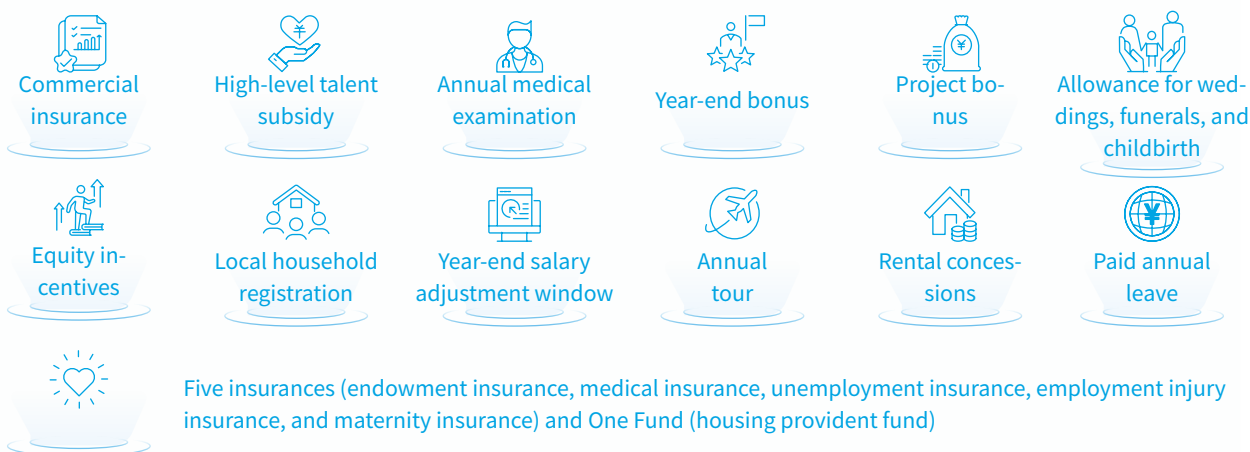 Commercial
insurance
High-level talent
subsidy
Annual medical
examination
Year-end bonus
Project bo-
nus
Allowance for wed-
dings, funerals, and
childbirth
Equity in-
centives
Local household
registration
Year-end salary
adjustment window
Annual
tour
Rental conces-
sions
Paid annual
leave
Five insurances (endowment insurance, medical insurance, unemployment insurance, employment injury
insurance, and maternity insurance) and One Fund (housing provident fund)